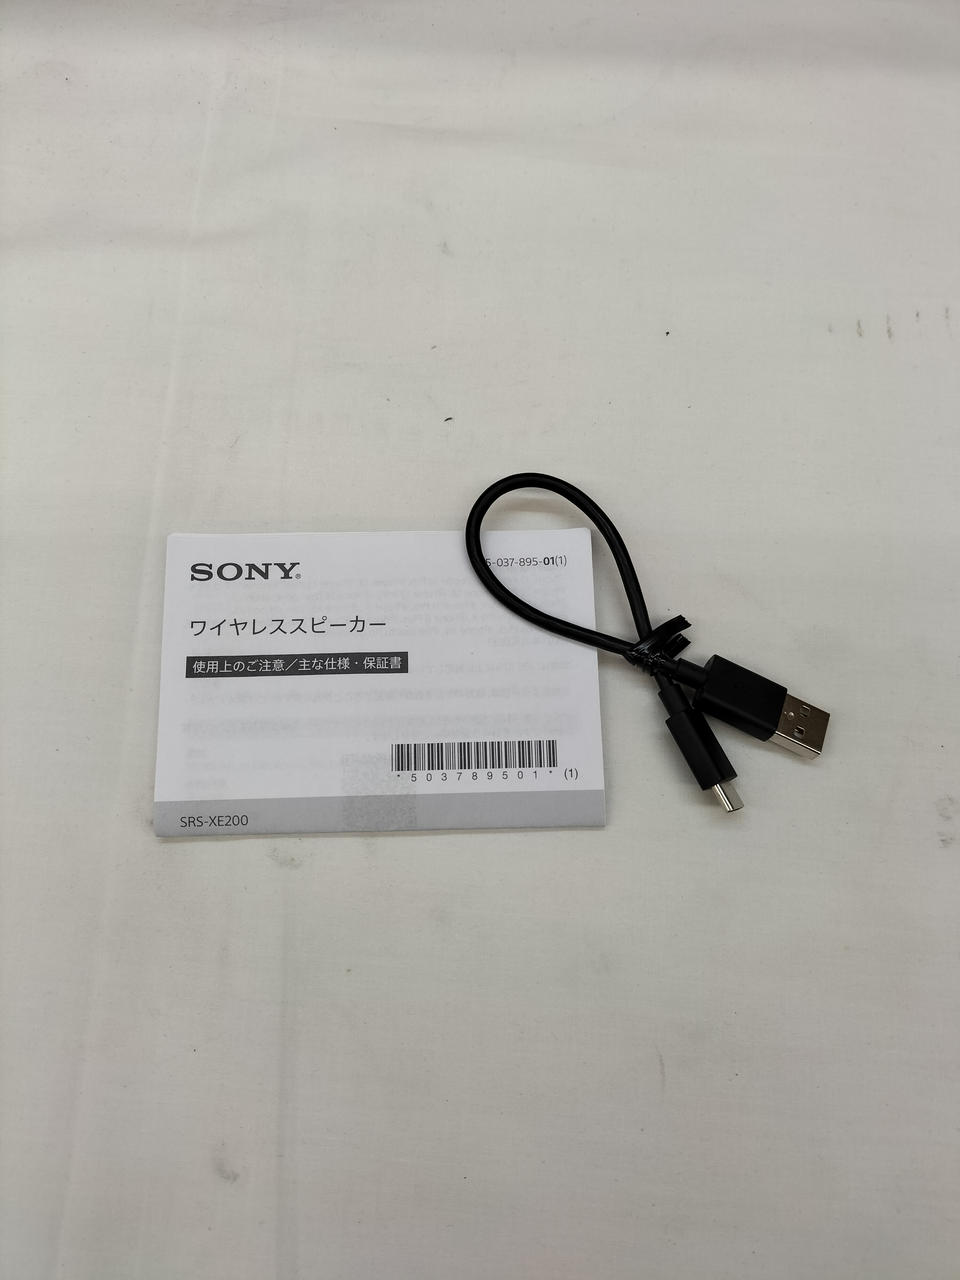 SONY®
5-037-895-01(1)
ワイヤレススピーカー
使用上のご注意／主な仕様・保証書
*503789501* (1)
SRS-XE200